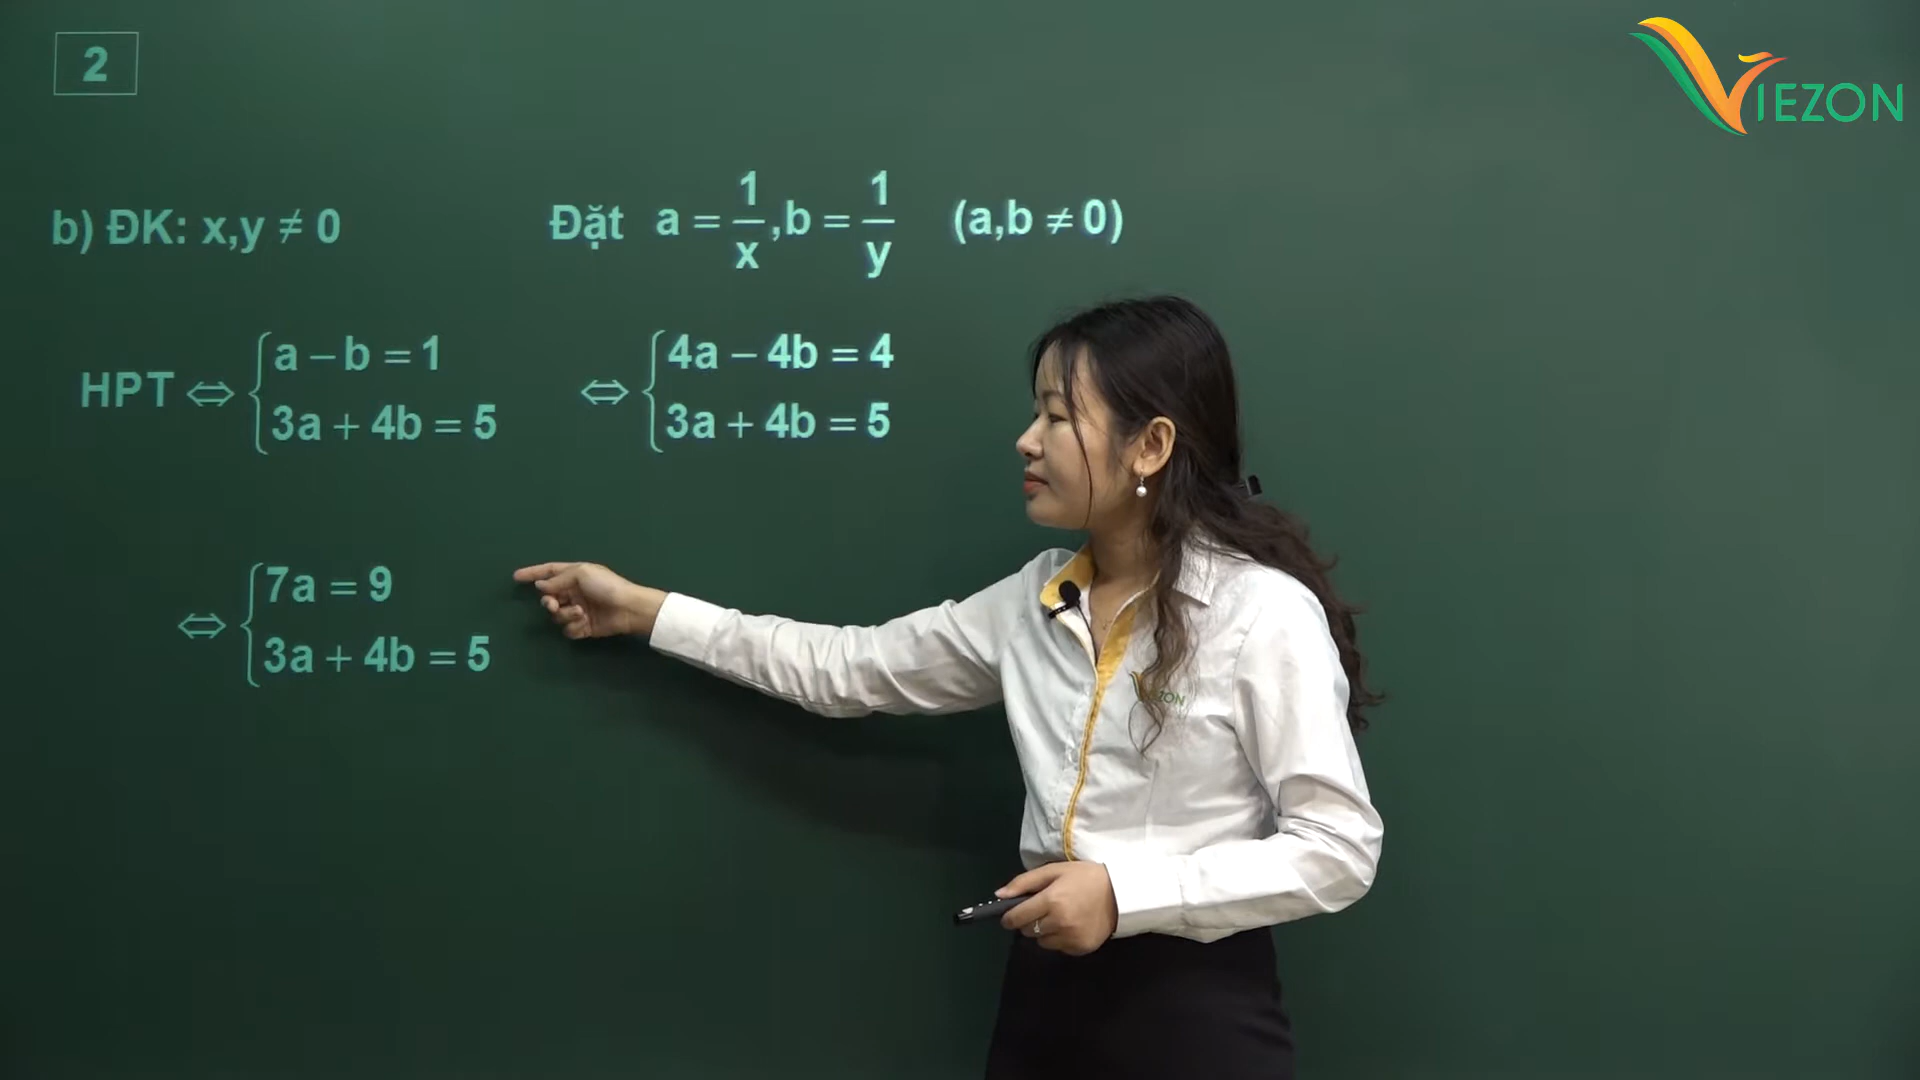 2
VIEZON
b) ĐK: x,y ≠ 0
Đặt a = 1/x , b = 1/y (a,b ≠ 0)
HPT ⇔ { a − b = 1
3a + 4b = 5
⇔ { 4a − 4b = 4
3a + 4b = 5
⇔ { 7a = 9
3a + 4b = 5
VIEZON